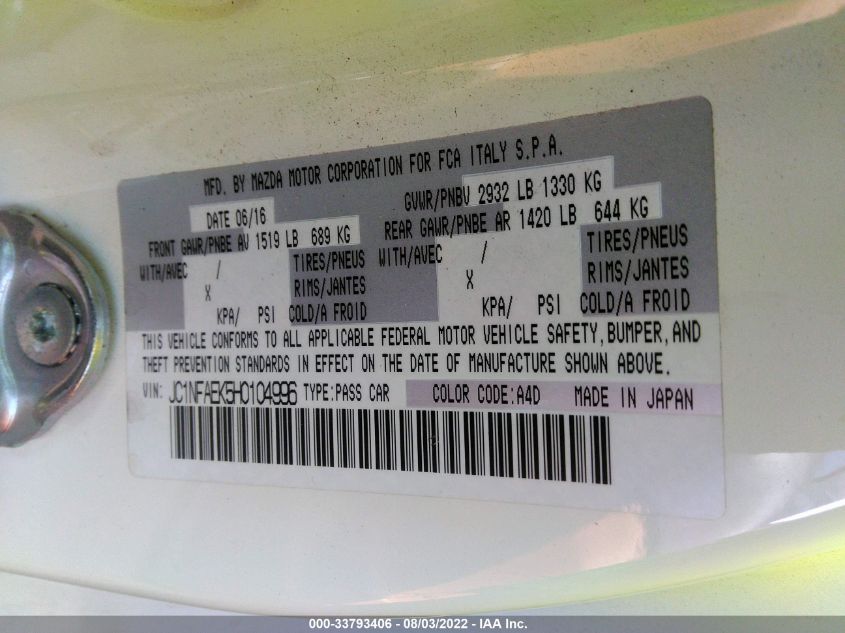 MFD. BY MAZDA MOTOR CORPORATION FOR FCA ITALY S.P.A.
DATE 06/16 GVWR/PNBV 2932 LB 1330 KG
FRONT GAWR/PNBE AV 1519 LB 689 KG REAR GAWR/PNBE AR 1420 LB 644 KG
WITH/AVEC / TIRES/PNEUS WITH/AVEC / TIRES/PNEUS
X RIMS/JANTES X RIMS/JANTES
KPA/ PSI COLD/A FROID KPA/ PSI COLD/A FROID
THIS VEHICLE CONFORMS TO ALL APPLICABLE FEDERAL MOTOR VEHICLE SAFETY, BUMPER, AND
THEFT PREVENTION STANDARDS IN EFFECT ON THE DATE OF MANUFACTURE SHOWN ABOVE.
VIN: JC1NFAEK5H0104996 TYPE:PASS CAR COLOR CODE:A4D MADE IN JAPAN
000-33793406 - 08/03/2022 - IAA Inc.